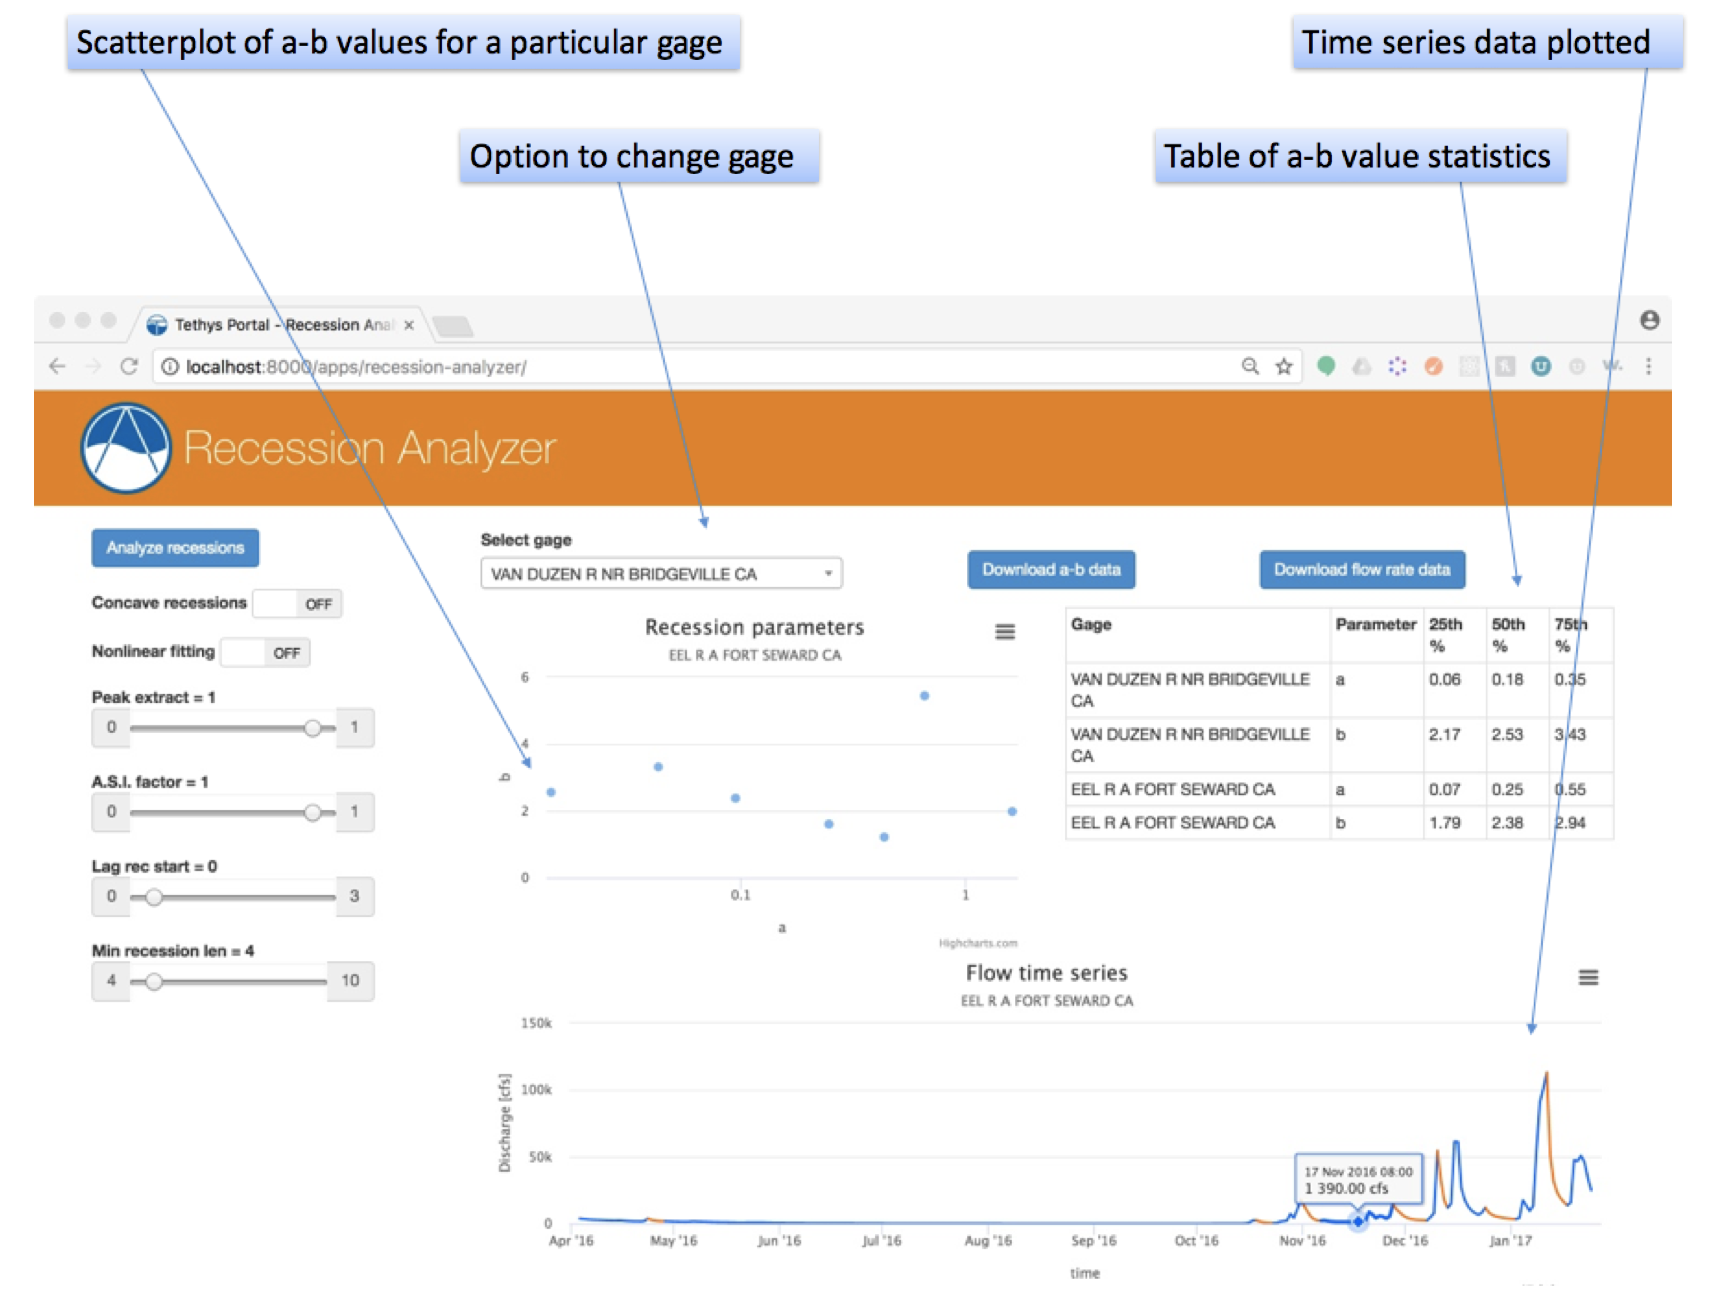 Scatterplot of a-b values for a particular gage
Time series data plotted
Option to change gage
Table of a-b value statistics
Tethys Portal - Recession Anal
localhost:8000/apps/recession-analyzer/
Recession Analyzer
Analyze recessions
Concave recessions OFF
Nonlinear fitting OFF
Peak extract = 1
0 1
A.S.I. factor = 1
0 1
Lag rec start = 0
0 3
Min recession len = 4
4 10
Select gage
VAN DUZEN R NR BRIDGEVILLE CA
Download a-b data
Download flow rate data
Recession parameters
EEL R A FORT SEWARD CA
6
4
2
0
b
0.1 1
a
Highcharts.com
Gage Parameter 25th % 50th % 75th %
VAN DUZEN R NR BRIDGEVILLE CA a 0.06 0.18 0.35
VAN DUZEN R NR BRIDGEVILLE CA b 2.17 2.53 3.43
EEL R A FORT SEWARD CA a 0.07 0.25 0.55
EEL R A FORT SEWARD CA b 1.79 2.38 2.94
Flow time series
EEL R A FORT SEWARD CA
150k
100k
50k
0
Discharge [cfs]
17 Nov 2016 08:00
1 390.00 cfs
Apr '16 May '16 Jun '16 Jul '16 Aug '16 Sep '16 Oct '16 Nov '16 Dec '16 Jan '17
time